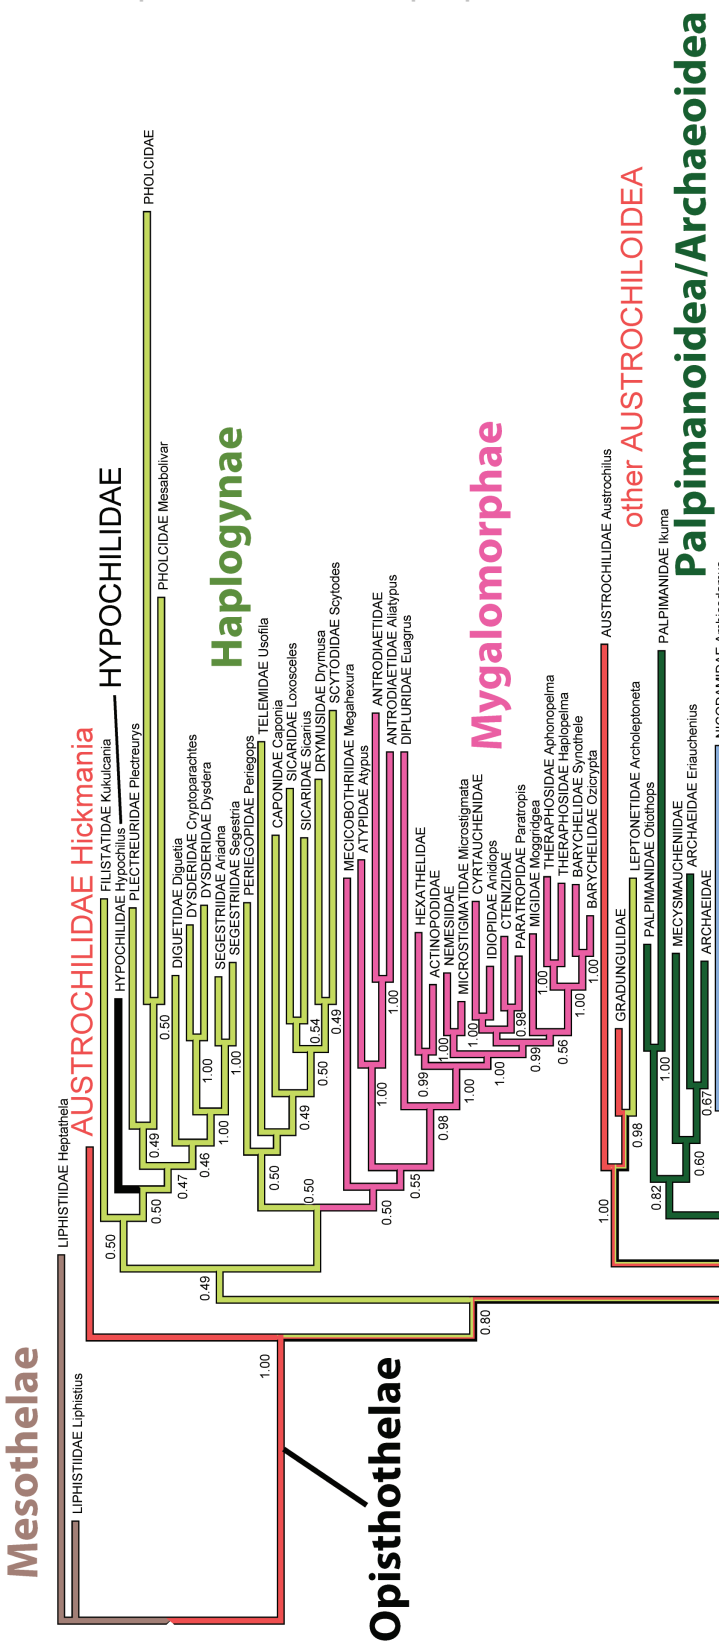 Mesothelae
LIPHISTIIDAE Heptathela
LIPHISTIIDAE Liphistius
AUSTROCHILIDAE Hickmania
FILISTATIDAE Kukulcania
HYPOCHILIDAE Hypochilus
HYPOCHILIDAE
PLECTREURIDAE Plectreurys
PHOLCIDAE
PHOLCIDAE Mesabolivar
DIGUETIDAE Diguetia
DYSDERIDAE Cryptoparachtes
DYSDERIDAE Dysdera
SEGESTRIIDAE Ariadna
SEGESTRIIDAE Segestria
Haplogynae
PERIEGOPIDAE Periegops
TELEMIDAE Usofila
CAPONIDAE Caponia
SICARIDAE Loxosceles
SICARIDAE Sicarius
DRYMUSIDAE Drymusa
SCYTODIDAE Scytodes
MECICOBOTHRIIDAE Megahexura
ATYPIDAE Atypus
ANTRODIAETIDAE
ANTRODIAETIDAE Aliatypus
DIPLURIDAE Euagrus
HEXATHELIDAE
ACTINOPODIDAE
NEMESIIDAE
MICROSTIGMATIDAE Microstigmata
CYRTAUCHENIDAE
IDIOPIDAE Anidiops
CTENIZIDAE
PARATROPIDAE Paratropis
MIGIDAE Moggridgea
THERAPHOSIDAE Aphonopelma
THERAPHOSIDAE Haplopelma
BARYCHELIDAE Synothele
BARYCHELIDAE Ozicrypta
Mygalomorphae
AUSTROCHILIDAE Austrochilus
GRADUNGULIDAE
other AUSTROCHILOIDEA
LEPTONETIDAE Archoleptoneta
PALPIMANIDAE Otiothops
PALPIMANIDAE Ikuma
MECYSMAUCHENIIDAE
ARCHAEIDAE Eriauchenius
ARCHAEIDAE
Palpimanoidea/Archaeoidea
Opisthothelae
1.00
0.80
0.49
0.50
0.50
0.49
0.50
0.47
0.46
1.00
1.00
1.00
0.50
0.50
0.49
0.50
0.54
0.49
0.50
0.55
1.00
1.00
0.98
0.99
1.00
1.00
1.00
1.00
0.98
0.99
0.56
1.00
1.00
1.00
1.00
0.98
0.82
1.00
0.60
0.67